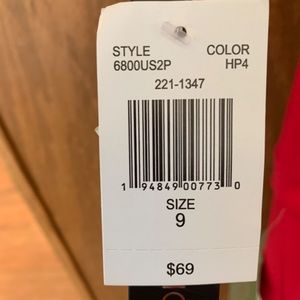 STYLE COLOR
6800US2P HP4
221-1347
1 94849 00773 0
SIZE
9
$69